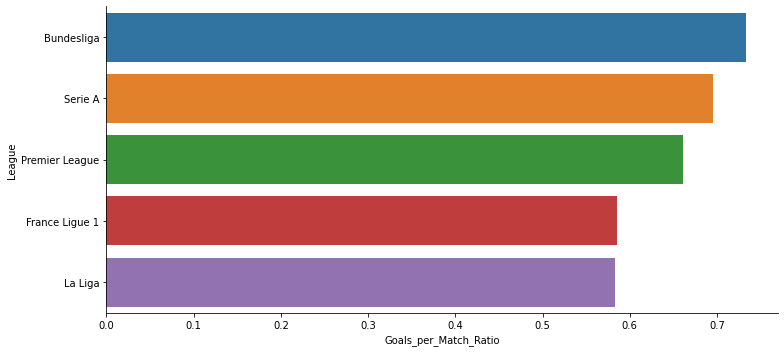 Bundesliga
Serie A
Premier League
France Ligue 1
La Liga
League
0.0 0.1 0.2 0.3 0.4 0.5 0.6 0.7
Goals_per_Match_Ratio